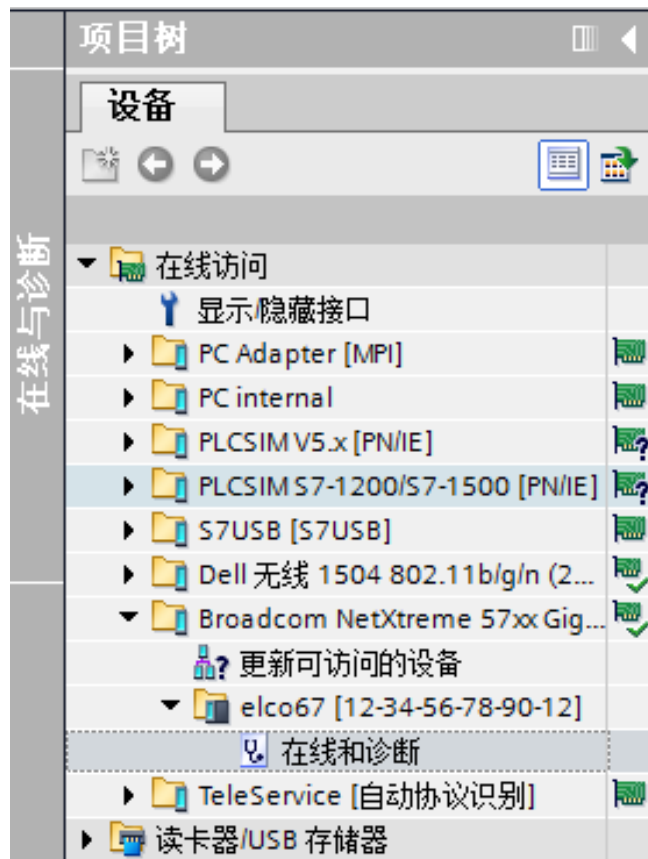 项目树
设备
在线与诊断
在线访问
显示/隐藏接口
PC Adapter [MPI]
PC internal
PLCSIM V5.x [PN/IE]
PLCSIM S7-1200/S7-1500 [PN/IE]
S7USB [S7USB]
Dell 无线 1504 802.11b/g/n (2...
Broadcom NetXtreme 57xx Gig...
更新可访问的设备
elco67 [12-34-56-78-90-12]
在线和诊断
TeleService [自动协议识别]
读卡器/USB 存储器